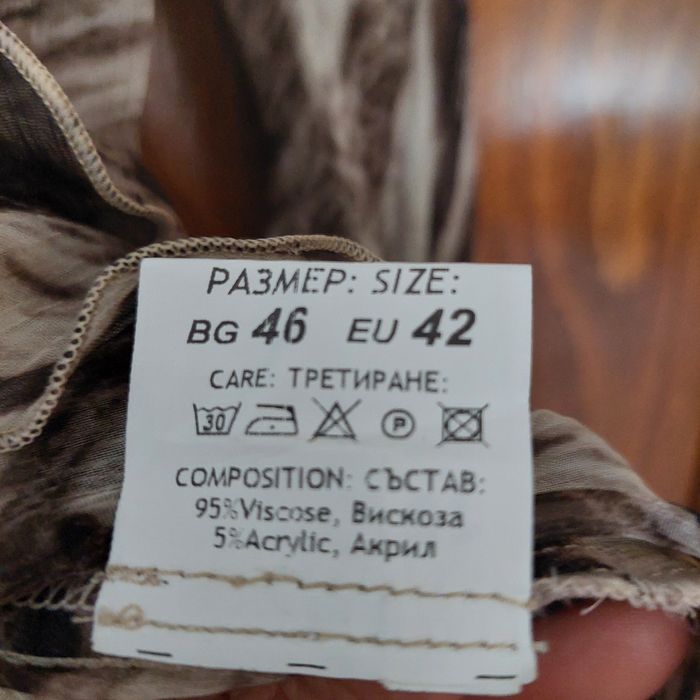 РАЗМЕР: SIZE:
BG 46 EU 42
CARE: ТРЕТИРАНЕ:
30 P
COMPOSITION: СЪСТАВ:
95%Viscose, Вискоза
5%Acrylic, Акрил